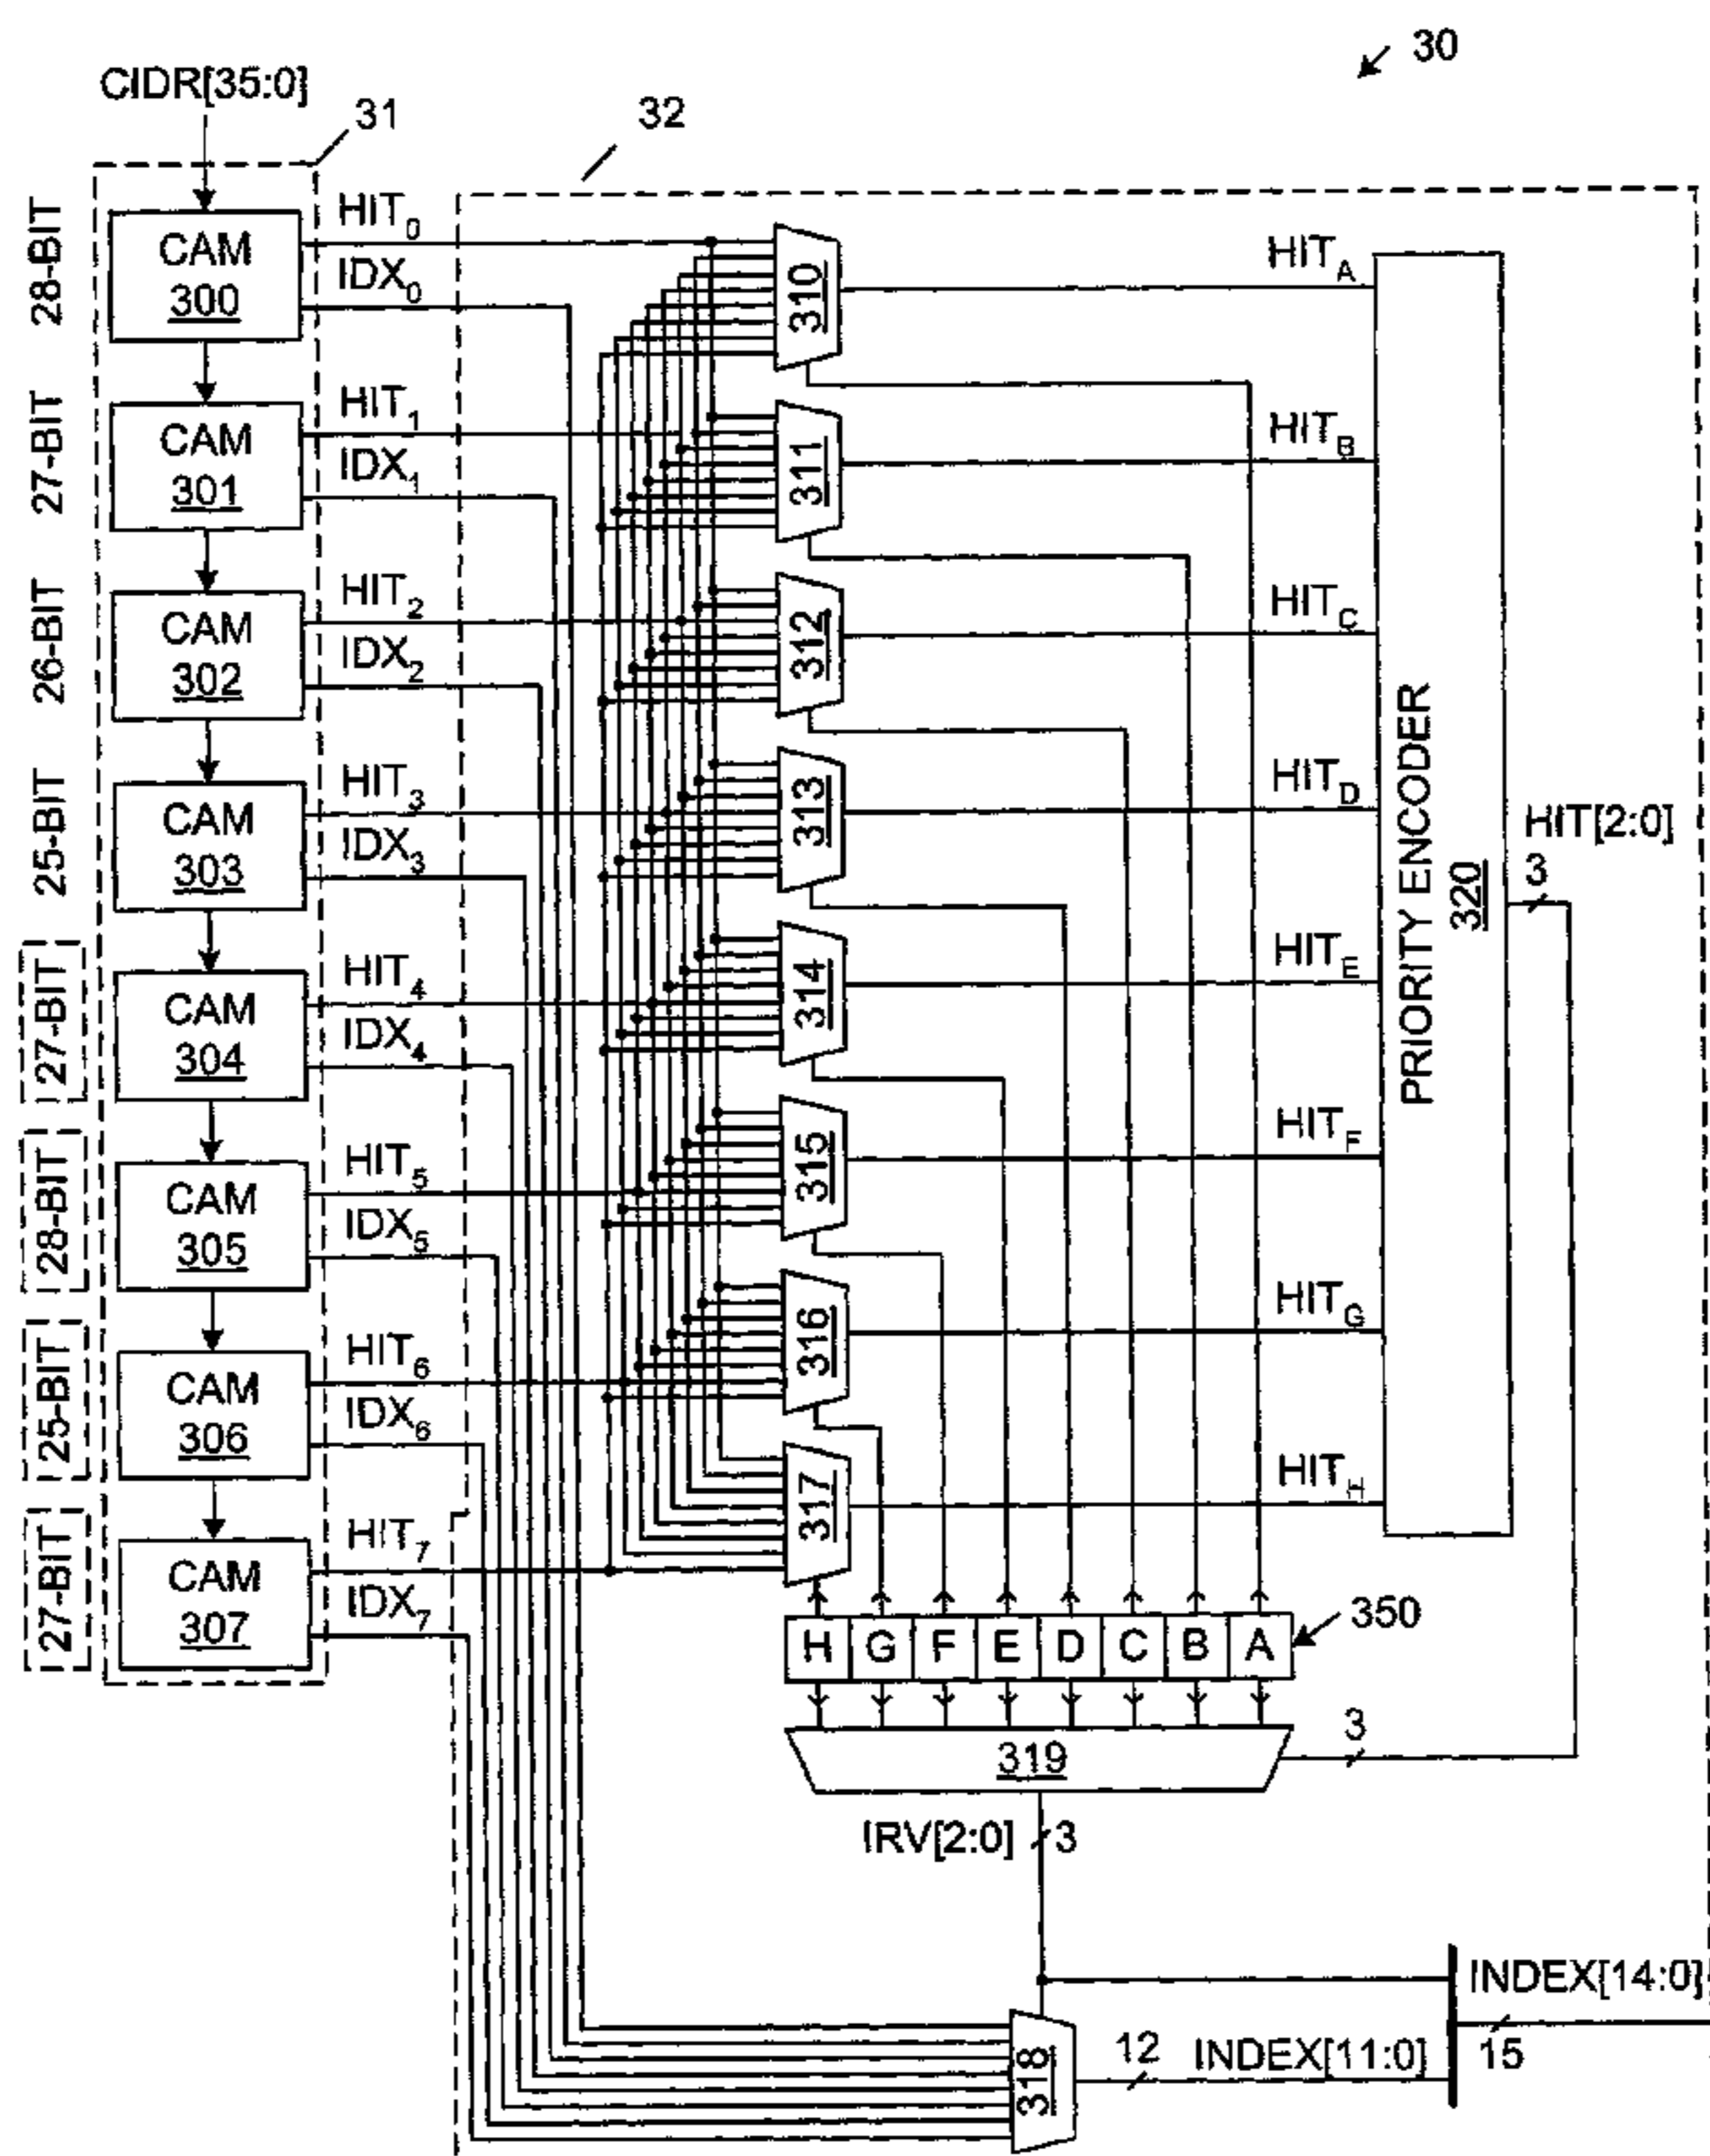 30
CIDR[35:0]
31
32
28-BIT
CAM
300
HIT0
IDX0
310
HITA
27-BIT
CAM
301
HIT1
IDX1
311
HITB
26-BIT
CAM
302
HIT2
IDX2
312
HITC
25-BIT
CAM
303
HIT3
IDX3
313
HITD
PRIORITY ENCODER
320
HIT[2:0]
3
27-BIT
CAM
304
HIT4
IDX4
314
HITE
28-BIT
CAM
305
HIT5
IDX5
315
HITF
25-BIT
CAM
306
HIT6
IDX6
316
HITG
27-BIT
CAM
307
HIT7
IDX7
317
HITH
H G F E D C B A
350
319
3
IRV[2:0] 3
318
12 INDEX[11:0]
INDEX[14:0]
15